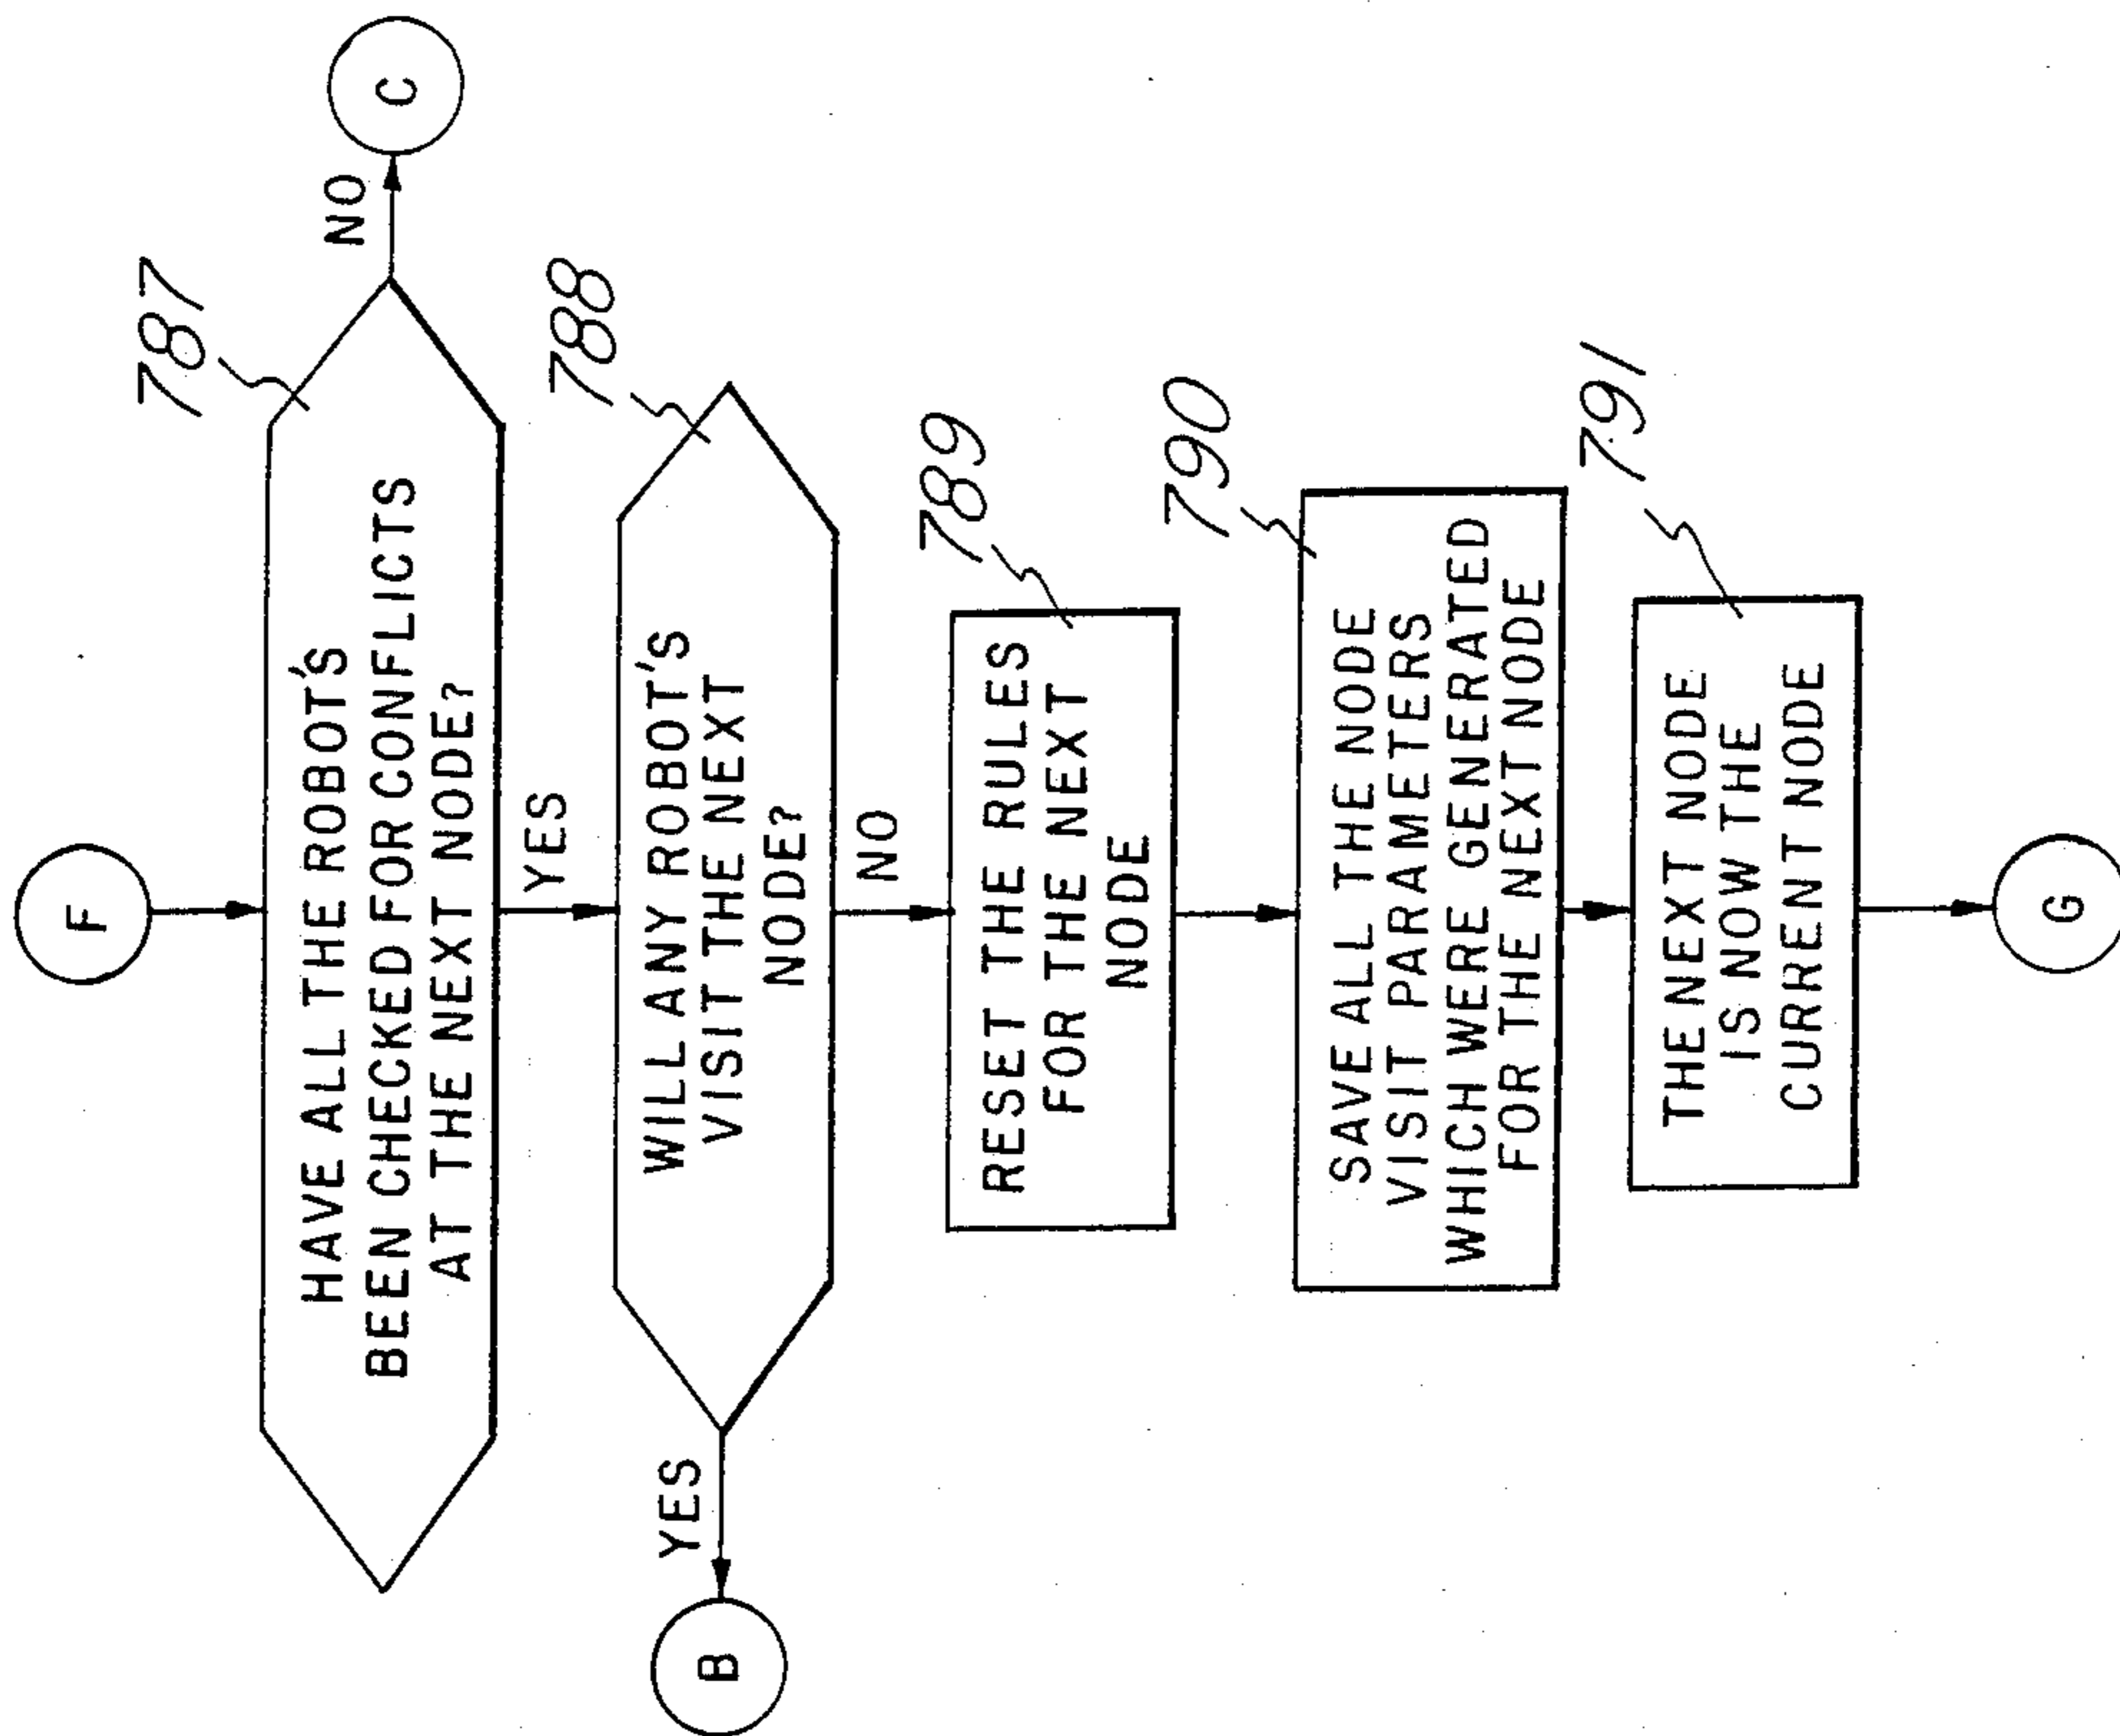 F
787
HAVE ALL THE ROBOT'S
BEEN CHECKED FOR CONFLICTS
AT THE NEXT NODE?
NO
C
YES
788
WILL ANY ROBOT'S
VISIT THE NEXT
NODE?
YES
B
NO
789
RESET THE RULES
FOR THE NEXT
NODE
790
SAVE ALL THE NODE
VISIT PARAMETERS
WHICH WERE GENERATED
FOR THE NEXT NODE
791
THE NEXT NODE
IS NOW THE
CURRENT NODE
G